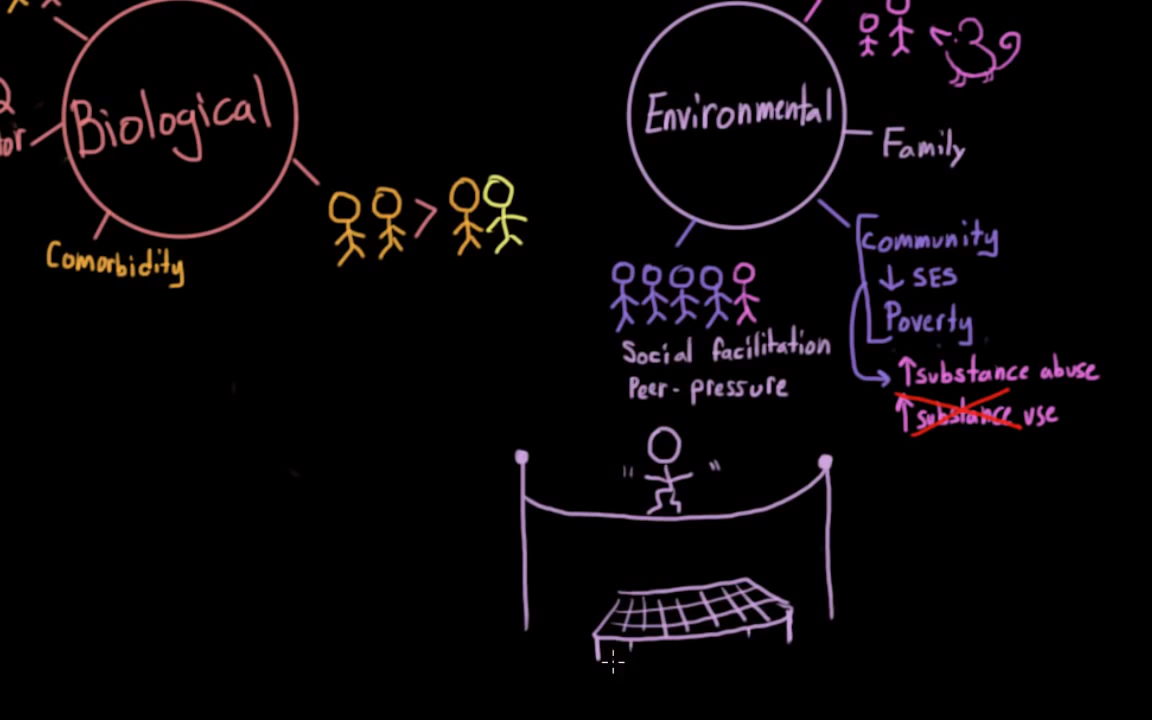 Biological
Comorbidity
Environmental
Family
Community
↓ SES
Poverty
↑substance abuse
↑substance use
Social facilitation
Peer-pressure